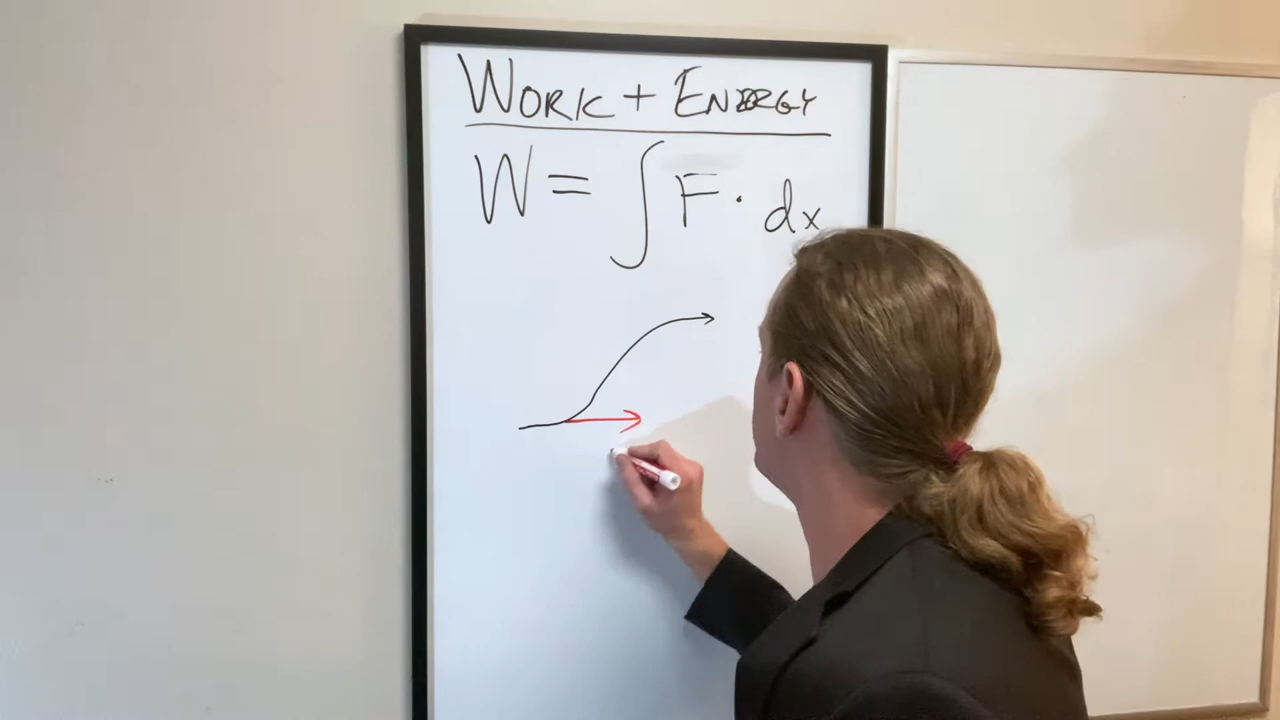 WORK + ENERGY
W = ∫ F · dx